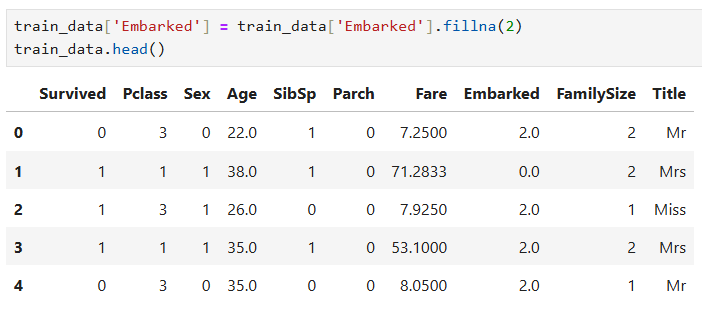 train_data['Embarked'] = train_data['Embarked'].fillna(2)
train_data.head()
Survived Pclass Sex Age SibSp Parch Fare Embarked FamilySize Title
0 0 3 0 22.0 1 0 7.2500 2.0 2 Mr
1 1 1 1 38.0 1 0 71.2833 0.0 2 Mrs
2 1 3 1 26.0 0 0 7.9250 2.0 1 Miss
3 1 1 1 35.0 1 0 53.1000 2.0 2 Mrs
4 0 3 0 35.0 0 0 8.0500 2.0 1 Mr